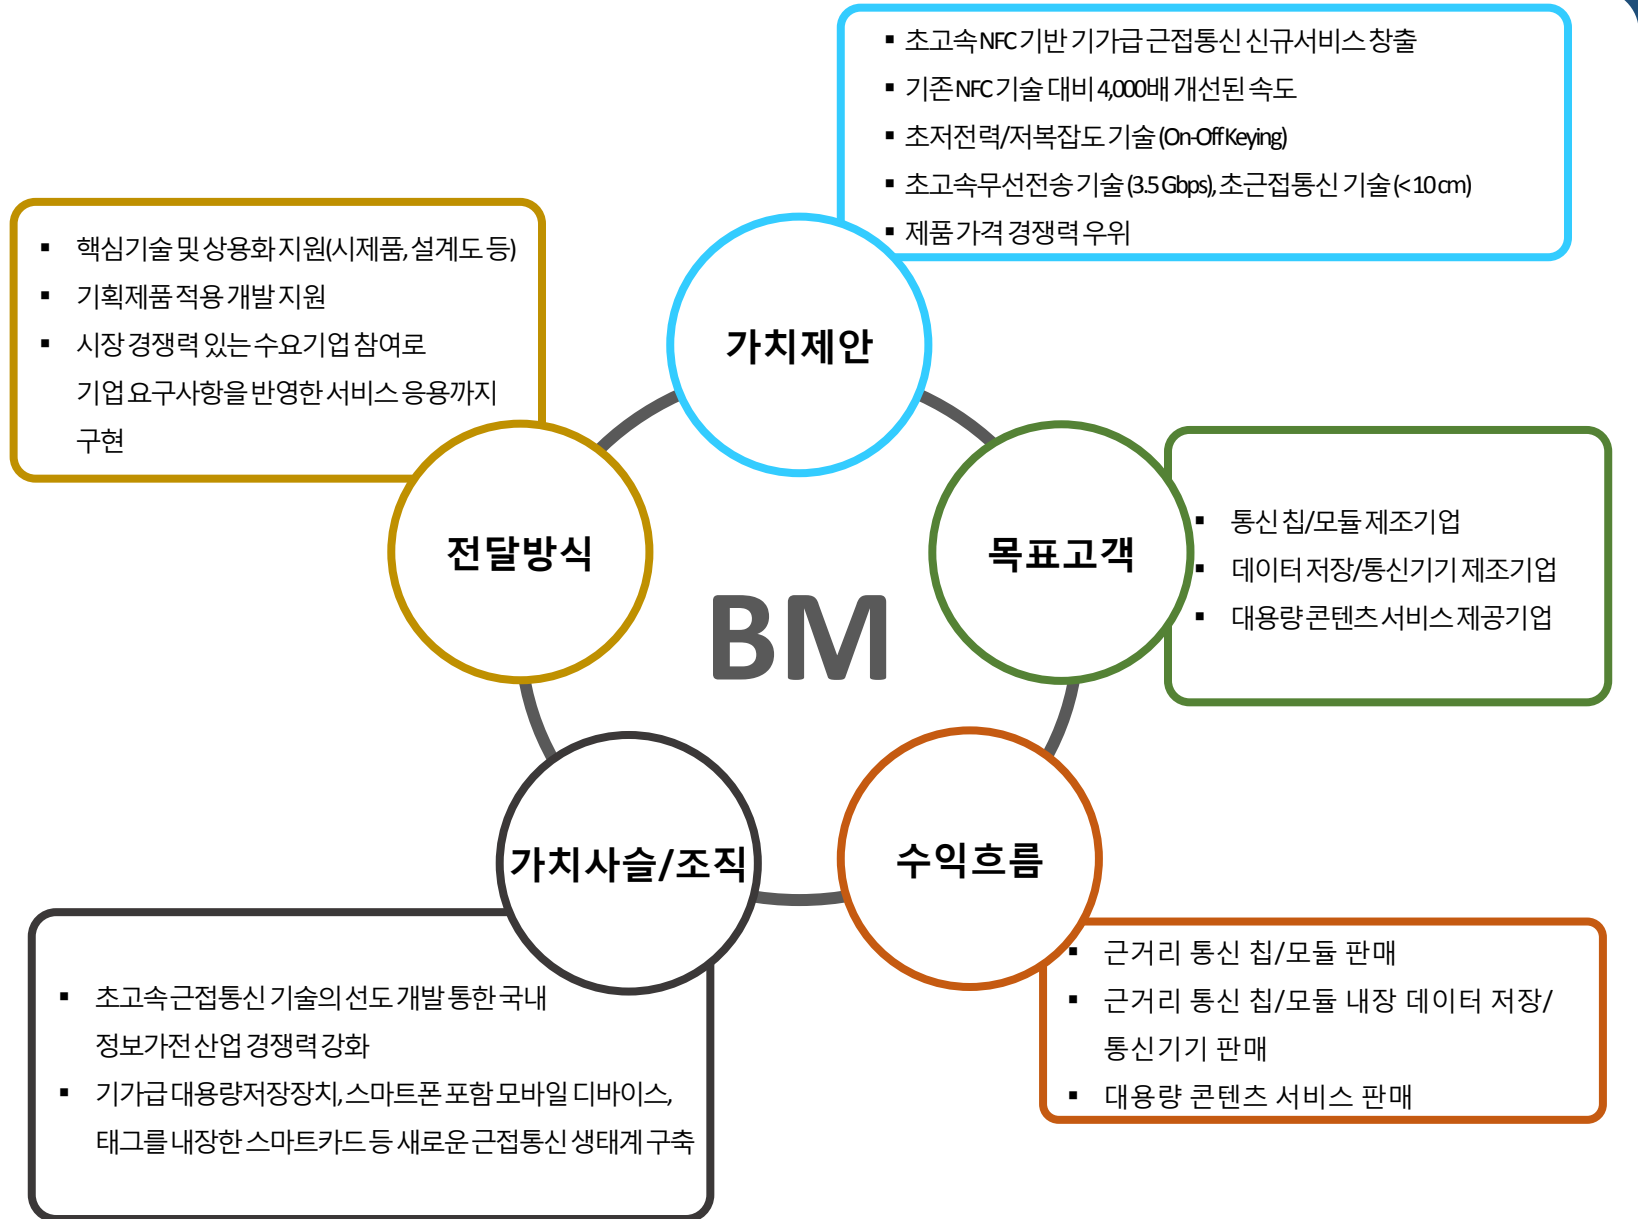 ▪ 초고속 NFC 기반 기가급 근접통신 신규서비스 창출
▪ 기존 NFC 기술 대비 4,000배 개선된 속도
▪ 초저전력/저복잡도 기술 (On-Off Keying)
▪ 초고속무선전송 기술 (3.5 Gbps), 초근접통신 기술 (< 10 cm)
▪ 제품 가격 경쟁력 우위
가치제안
▪ 핵심기술 및 상용화 지원(시제품, 설계도 등)
▪ 기획제품 적용 개발 지원
▪ 시장 경쟁력 있는 수요기업 참여로
기업 요구사항을 반영한 서비스 응용까지
구현
전달방식
목표고객
▪ 통신 칩/모듈 제조기업
▪ 데이터 저장/통신기기 제조기업
▪ 대용량 콘텐츠 서비스 제공기업
BM
가치사슬/조직
▪ 초고속 근접통신 기술의 선도 개발 통한 국내
정보가전 산업 경쟁력 강화
▪ 기가급 대용량저장장치, 스마트폰 포함 모바일 디바이스,
태그를 내장한 스마트카드 등 새로운 근접통신 생태계 구축
수익흐름
▪ 근거리 통신 칩/모듈 판매
▪ 근거리 통신 칩/모듈 내장 데이터 저장/
통신기기 판매
▪ 대용량 콘텐츠 서비스 판매